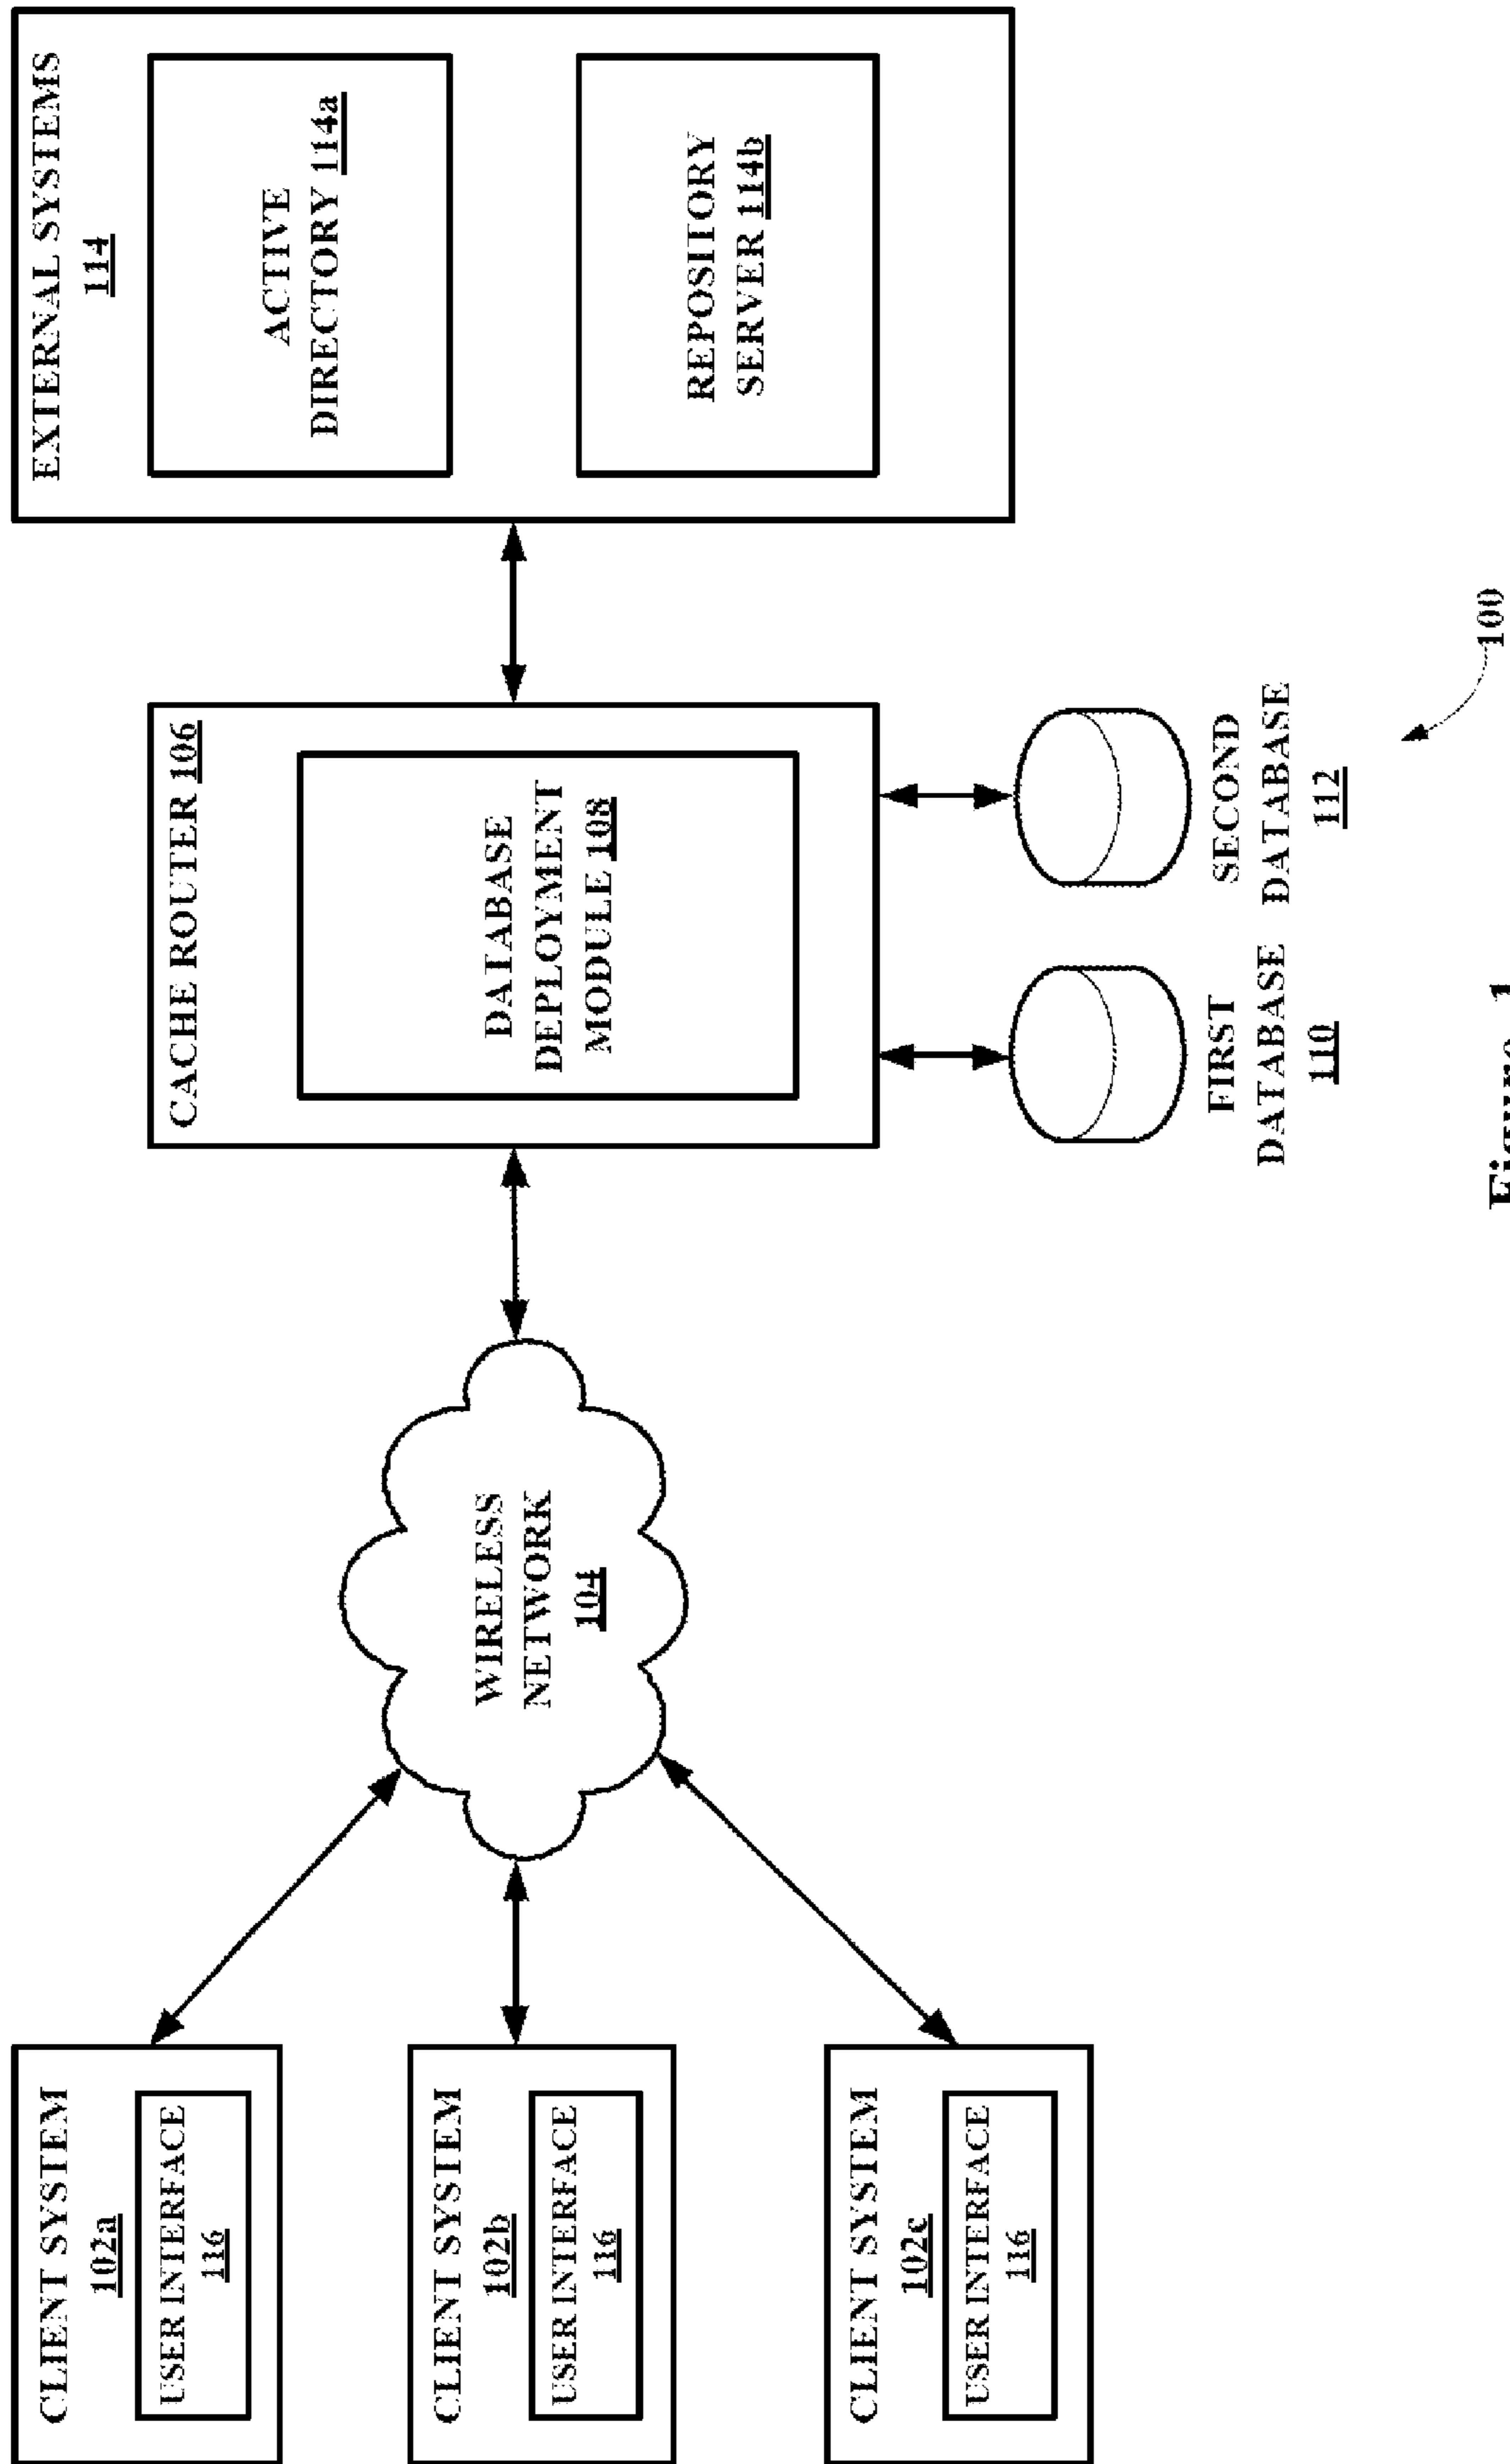 CLIENT SYSTEM
102a
USER INTERFACE
116
CLIENT SYSTEM
102b
USER INTERFACE
116
CLIENT SYSTEM
102c
USER INTERFACE
116
WIRELESS
NETWORK
104
CACHE ROUTER 106
DATABASE
DEPLOYMENT
MODULE 108
FIRST
DATABASE
110
SECOND
DATABASE
112
EXTERNAL SYSTEMS
114
ACTIVE
DIRECTORY 114a
REPOSITORY
SERVER 114b
100
Figure 1